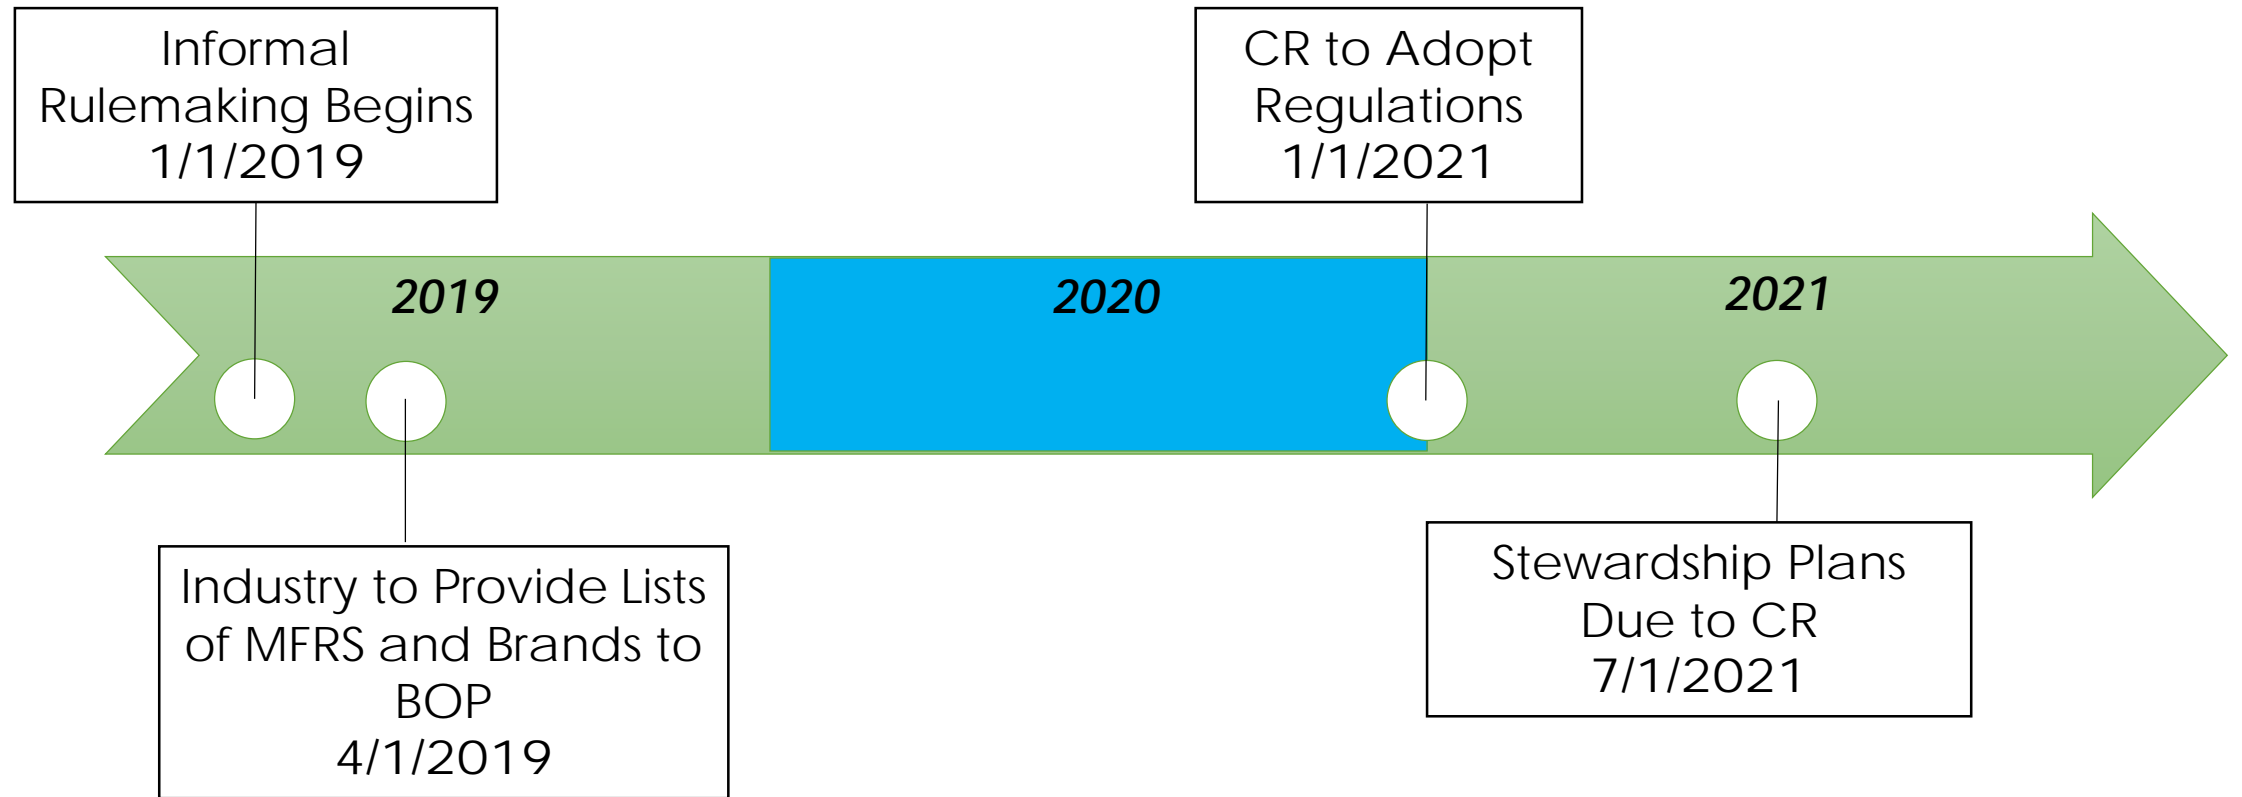 Informal
Rulemaking Begins
1/1/2019
CR to Adopt
Regulations
1/1/2021
2019
2020
2021
Industry to Provide Lists
of MFRS and Brands to
BOP
4/1/2019
Stewardship Plans
Due to CR
7/1/2021